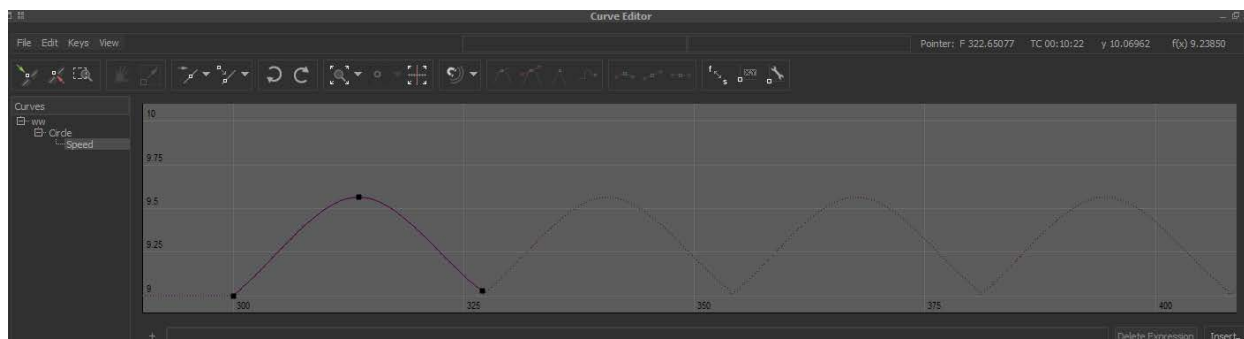 Curve Editor
File Edit Keys View
Pointer: F 322.65077 TC 00:10:22 y 10.06962 f(x) 9.23850
Curves
ww
Circle
Speed
10
9.75
9.5
9.25
9
300 325 350 375 400
Delete Expression Insert